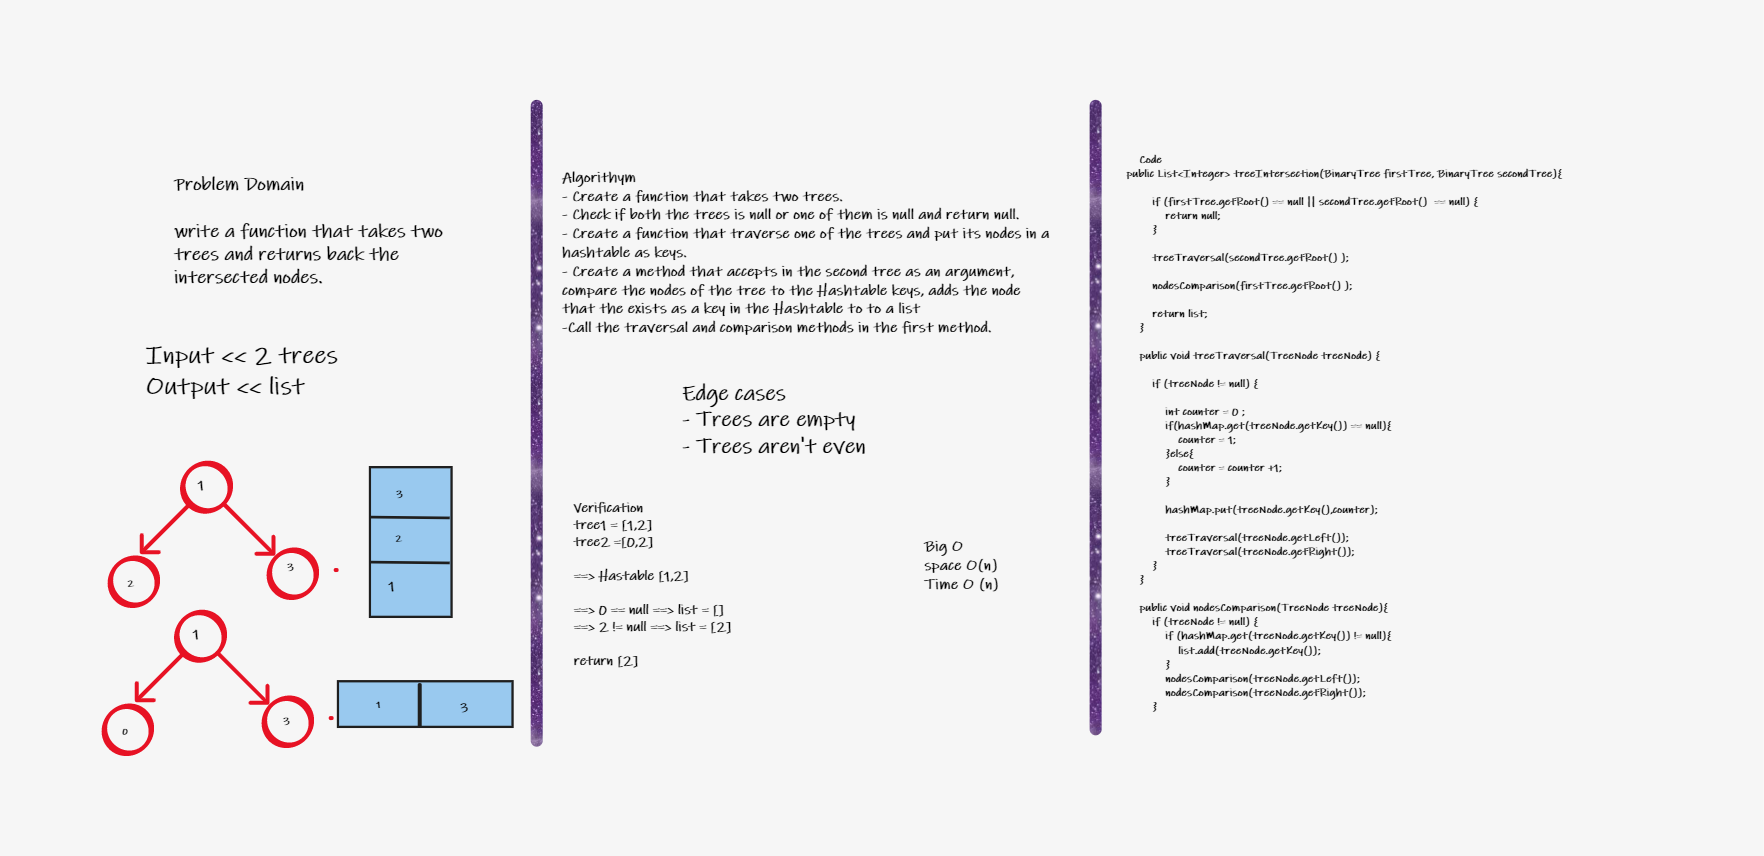 Problem Domain
write a function that takes two
trees and returns back the
intersected nodes.
Input << 2 trees
Output << list
1
2
3
3
2
1
1
0
3
1
3
Algorithym
- Create a function that takes two trees.
- Check if both the trees is null or one of them is null and return null.
- Create a function that traverse one of the trees and put its nodes in a
hashtable as keys.
- Create a method that accepts in the second tree as an argument,
compare the nodes of the tree to the Hashtable keys, adds the node
that the exists as a key in the Hashtable to to a list
-Call the traversal and comparison methods in the first method.
Edge cases
- Trees are empty
- Trees aren't even
Verification
tree1 = [1,2]
tree2 =[0,2]
==> Hastable [1,2]
==> 0 == null ==> list = []
==> 2 != null ==> list = [2]
return [2]
Big O
space O(n)
Time O (n)
Code
public List<Integer> treeIntersection(BinaryTree firstTree, BinaryTree secondTree){
if (firstTree.getRoot() == null || secondTree.getRoot() == null) {
return null;
}
treeTraversal(secondTree.getRoot() );
nodesComparison(firstTree.getRoot() );
return list;
}
public void treeTraversal(TreeNode treeNode) {
if (treeNode != null) {
int counter = 0 ;
if(hashMap.get(treeNode.getKey()) == null){
counter = 1;
}else{
counter = counter +1;
}
hashMap.put(treeNode.getKey(),counter);
treeTraversal(treeNode.getLeft());
treeTraversal(treeNode.getRight());
}
}
public void nodesComparison(TreeNode treeNode){
if (treeNode != null) {
if (hashMap.get(treeNode.getKey()) != null){
list.add(treeNode.getKey());
}
nodesComparison(treeNode.getLeft());
nodesComparison(treeNode.getRight());
}